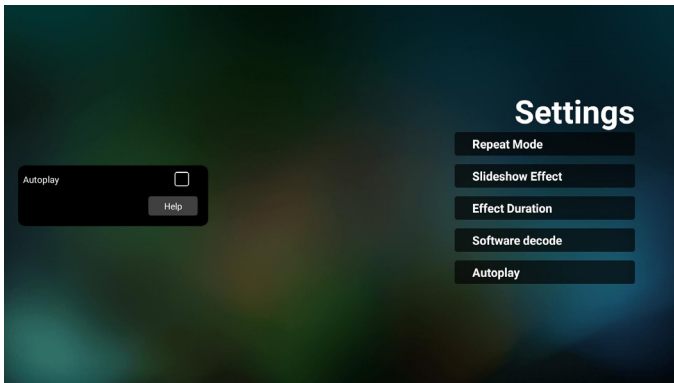 Settings
Repeat Mode
Slideshow Effect
Effect Duration
Software decode
Autoplay
Autoplay
Help